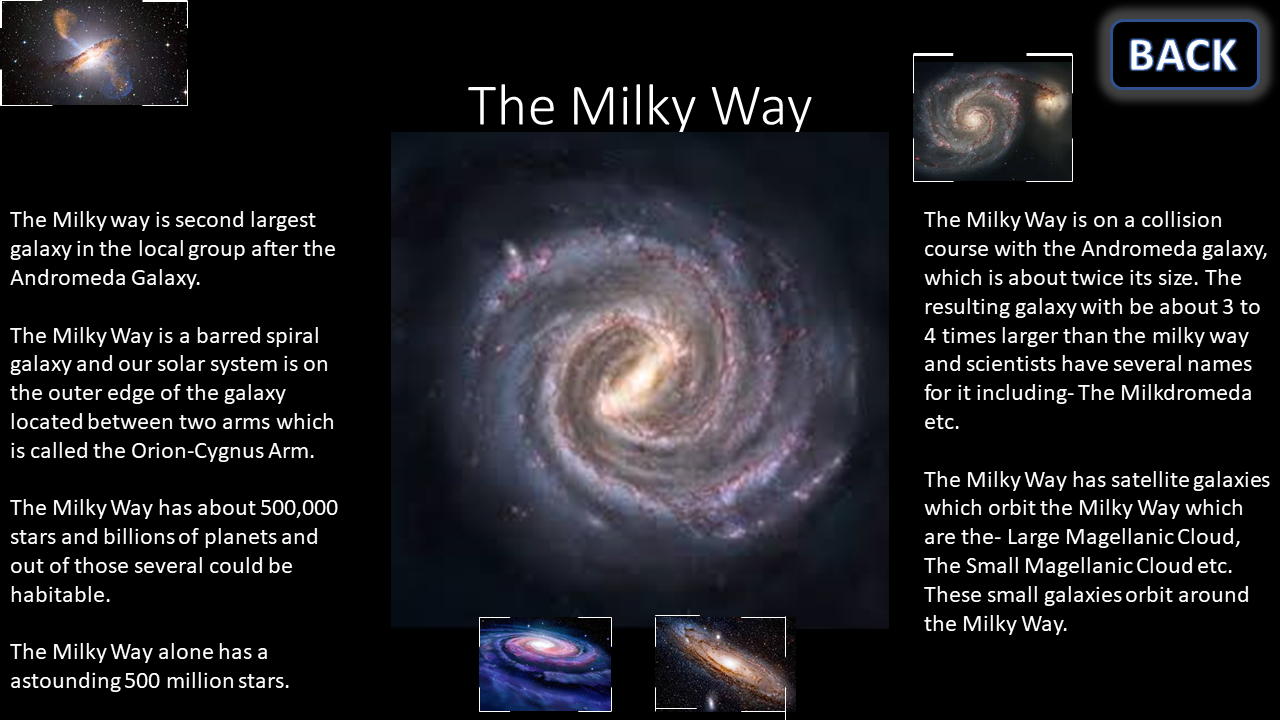 BACK
The Milky Way
The Milky way is second largest
galaxy in the local group after the
Andromeda Galaxy.
The Milky Way is a barred spiral
galaxy and our solar system is on
the outer edge of the galaxy
located between two arms which
is called the Orion-Cygnus Arm.
The Milky Way has about 500,000
stars and billions of planets and
out of those several could be
habitable.
The Milky Way alone has a
astounding 500 million stars.
The Milky Way is on a collision
course with the Andromeda galaxy,
which is about twice its size. The
resulting galaxy with be about 3 to
4 times larger than the milky way
and scientists have several names
for it including- The Milkdromeda
etc.
The Milky Way has satellite galaxies
which orbit the Milky Way which
are the- Large Magellanic Cloud,
The Small Magellanic Cloud etc.
These small galaxies orbit around
the Milky Way.